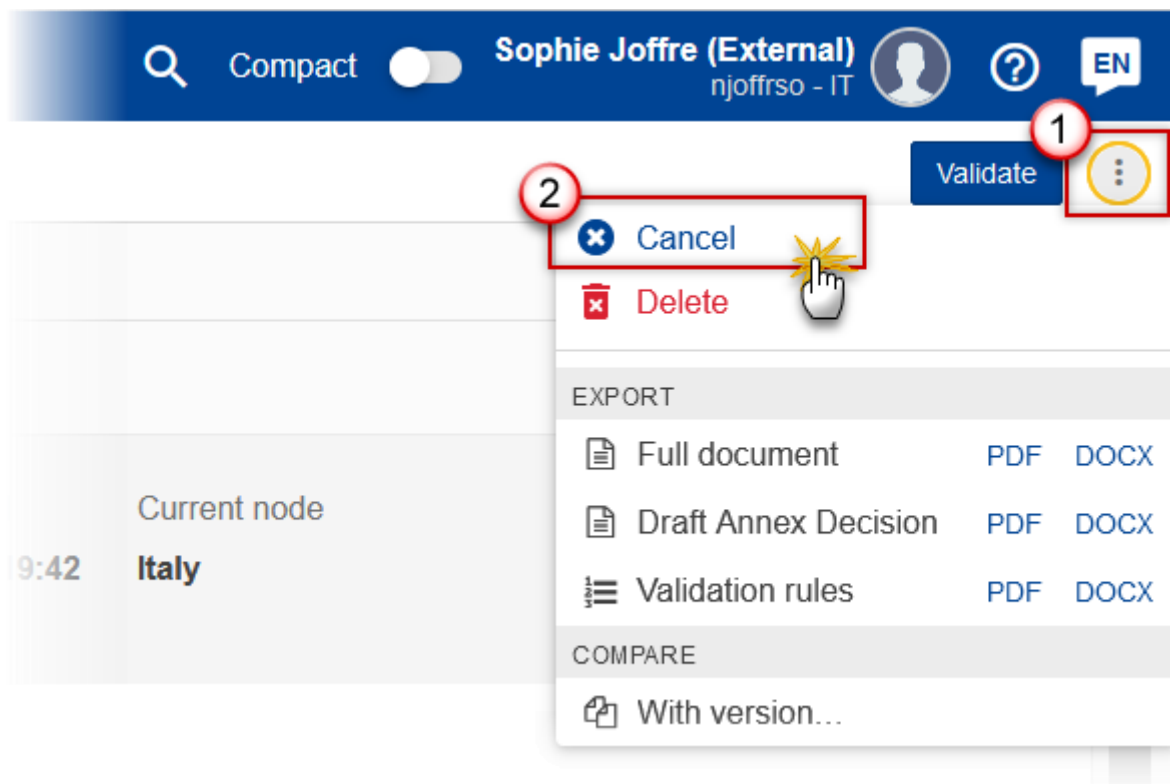 Compact
Sophie Joffre (External)
njoffrso - IT
EN
1
Validate
2
Cancel
Delete
EXPORT
Full document PDF DOCX
Draft Annex Decision PDF DOCX
Validation rules PDF DOCX
COMPARE
With version...
Current node
9:42 Italy